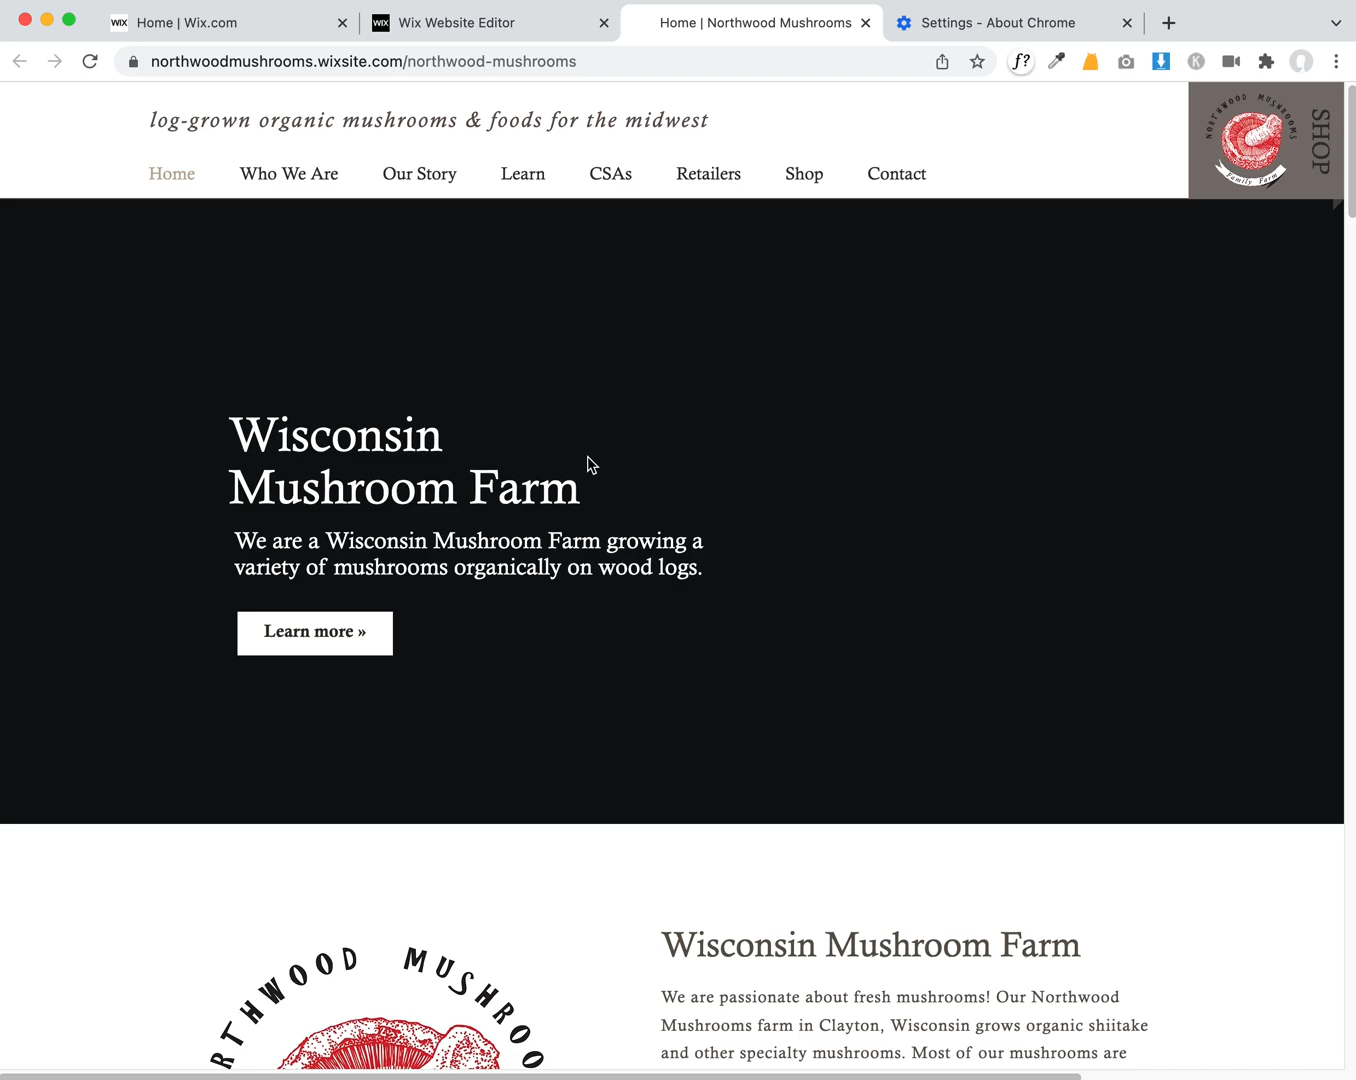 WIX Home | Wix.com
WIX Wix Website Editor
Home | Northwood Mushrooms
Settings - About Chrome
northwoodmushrooms.wixsite.com/northwood-mushrooms
f?
K
log-grown organic mushrooms & foods for the midwest
NORTHWOOD MUSHROOMS
Family Farm
SHOP
Home Who We Are Our Story Learn CSAs Retailers Shop Contact
Wisconsin
Mushroom Farm
We are a Wisconsin Mushroom Farm growing a
variety of mushrooms organically on wood logs.
Learn more »
RTHWOOD MUSHROO
Wisconsin Mushroom Farm
We are passionate about fresh mushrooms! Our Northwood
Mushrooms farm in Clayton, Wisconsin grows organic shiitake
and other specialty mushrooms. Most of our mushrooms are